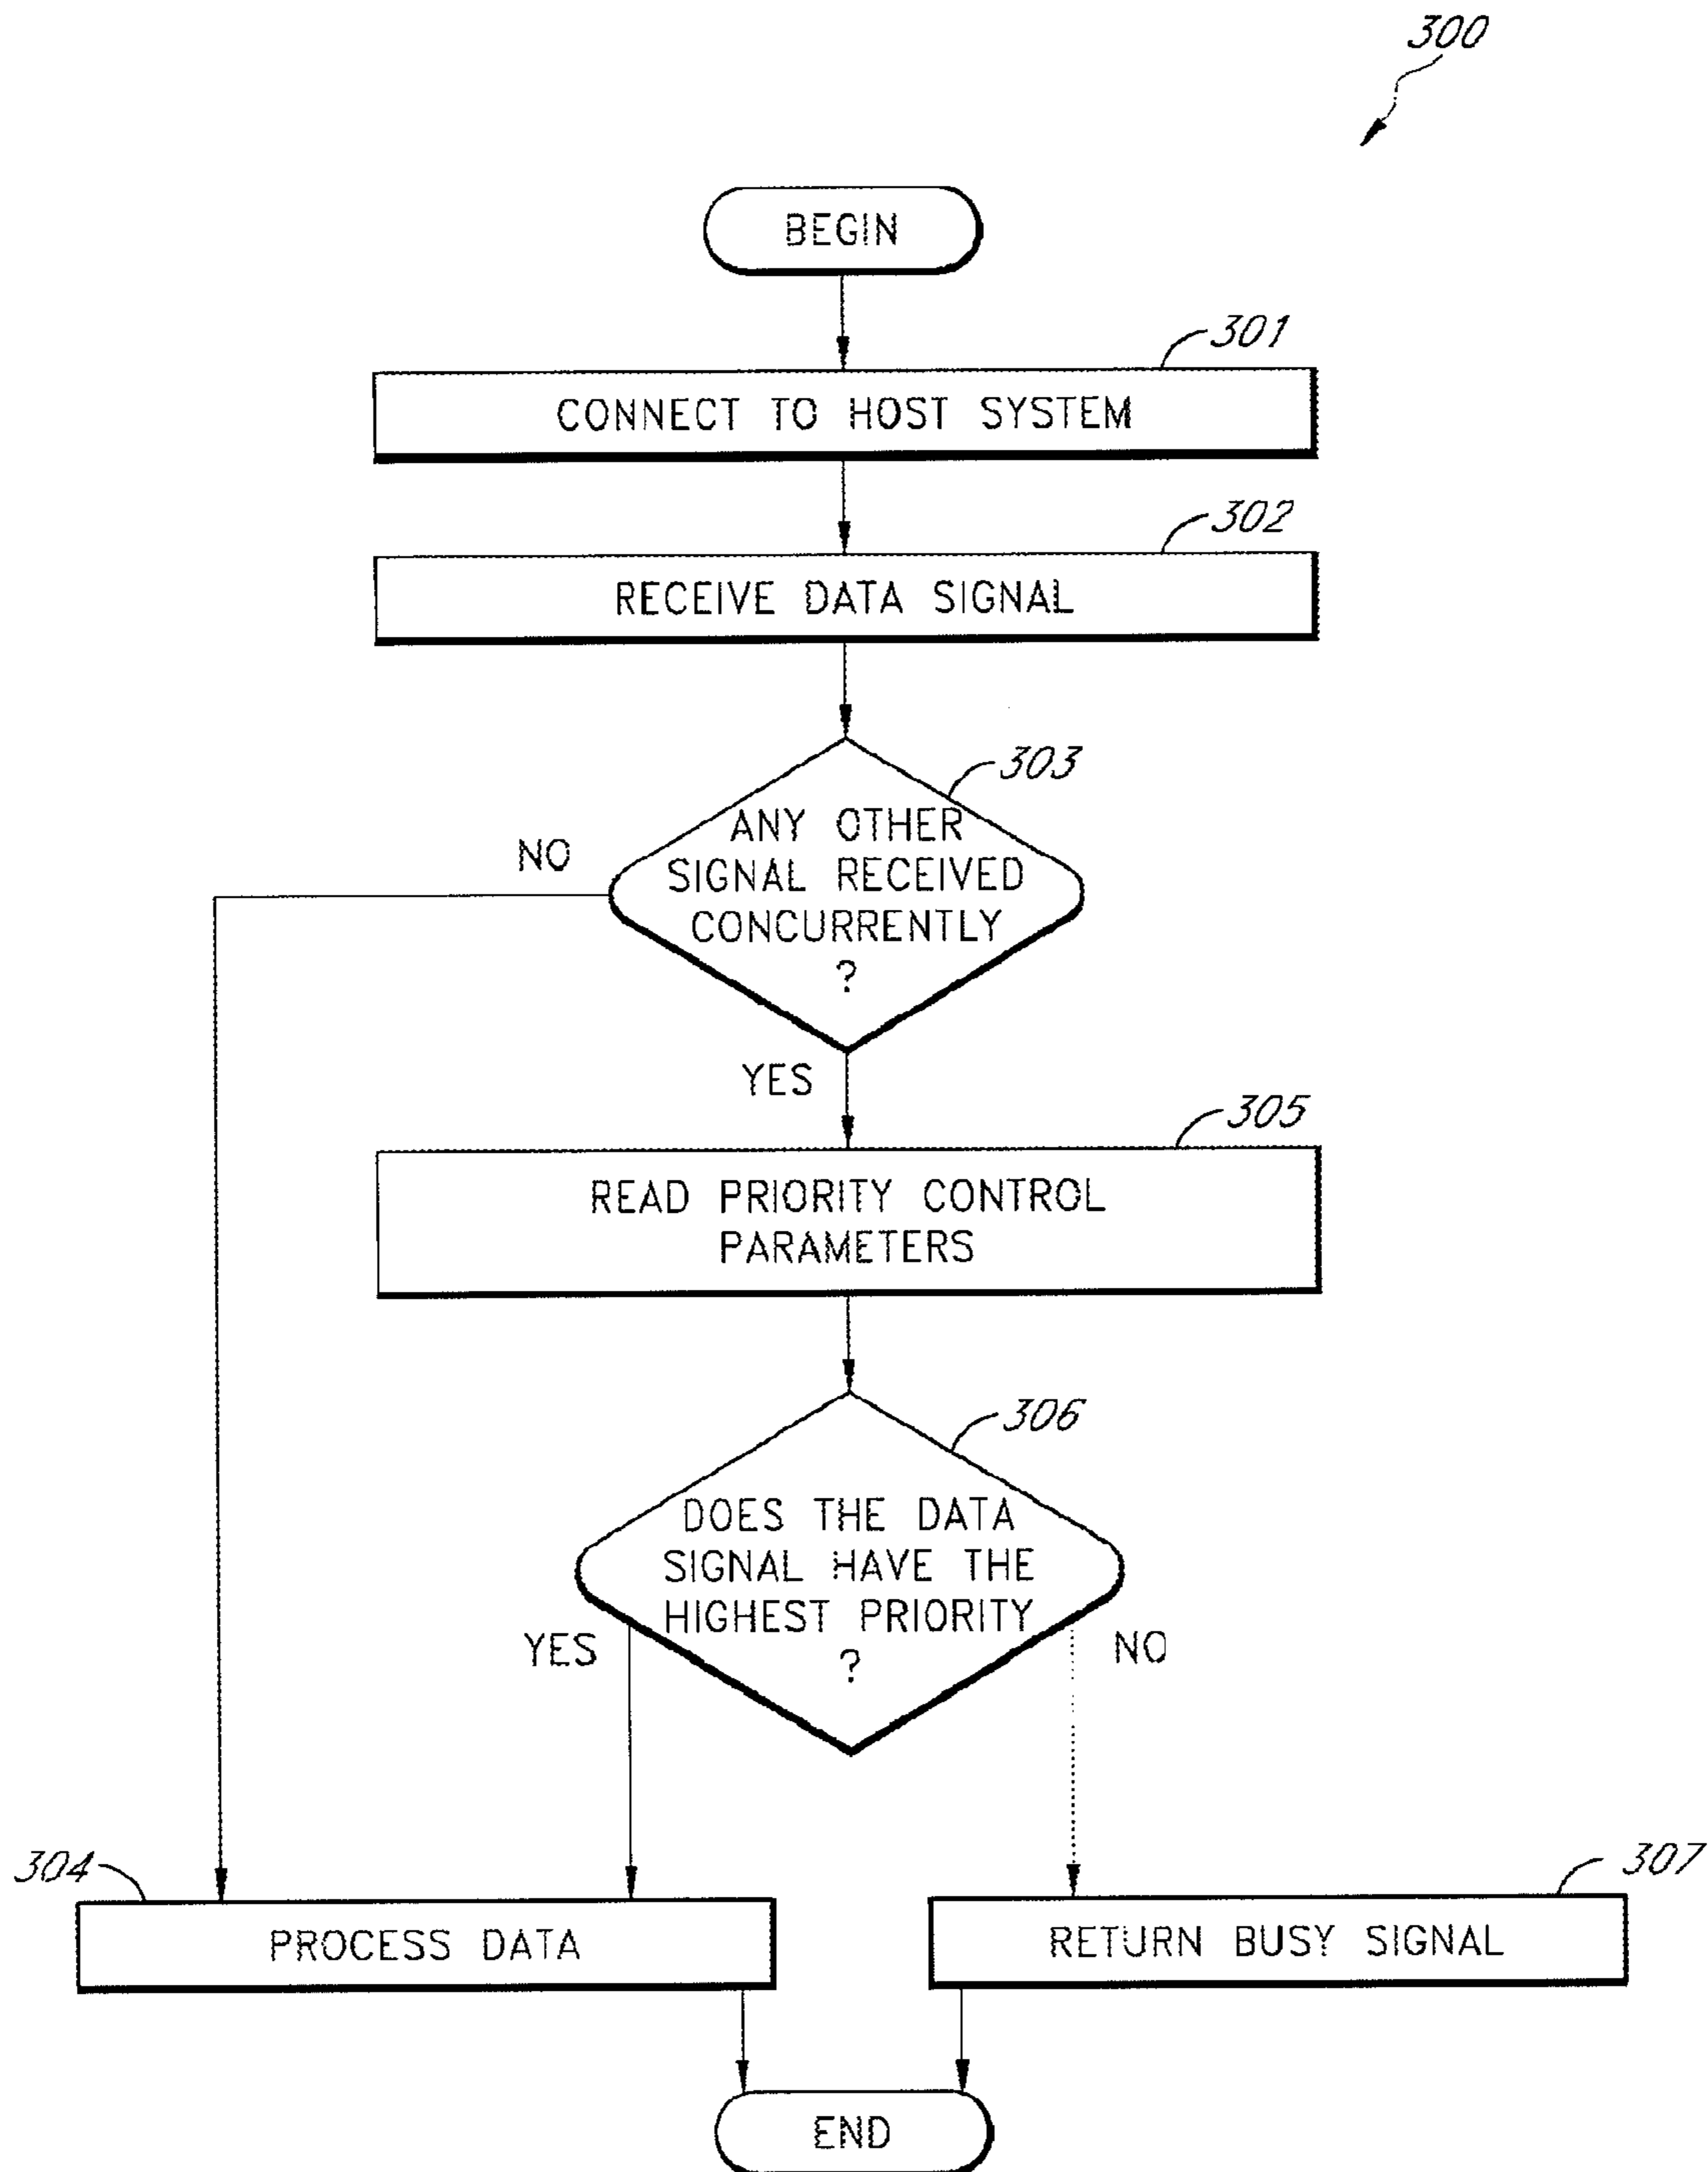 300
BEGIN
301
CONNECT TO HOST SYSTEM
302
RECEIVE DATA SIGNAL
303
ANY OTHER
SIGNAL RECEIVED
CONCURRENTLY
?
NO
YES
305
READ PRIORITY CONTROL
PARAMETERS
306
DOES THE DATA
SIGNAL HAVE THE
HIGHEST PRIORITY
?
YES
NO
304
PROCESS DATA
307
RETURN BUSY SIGNAL
END